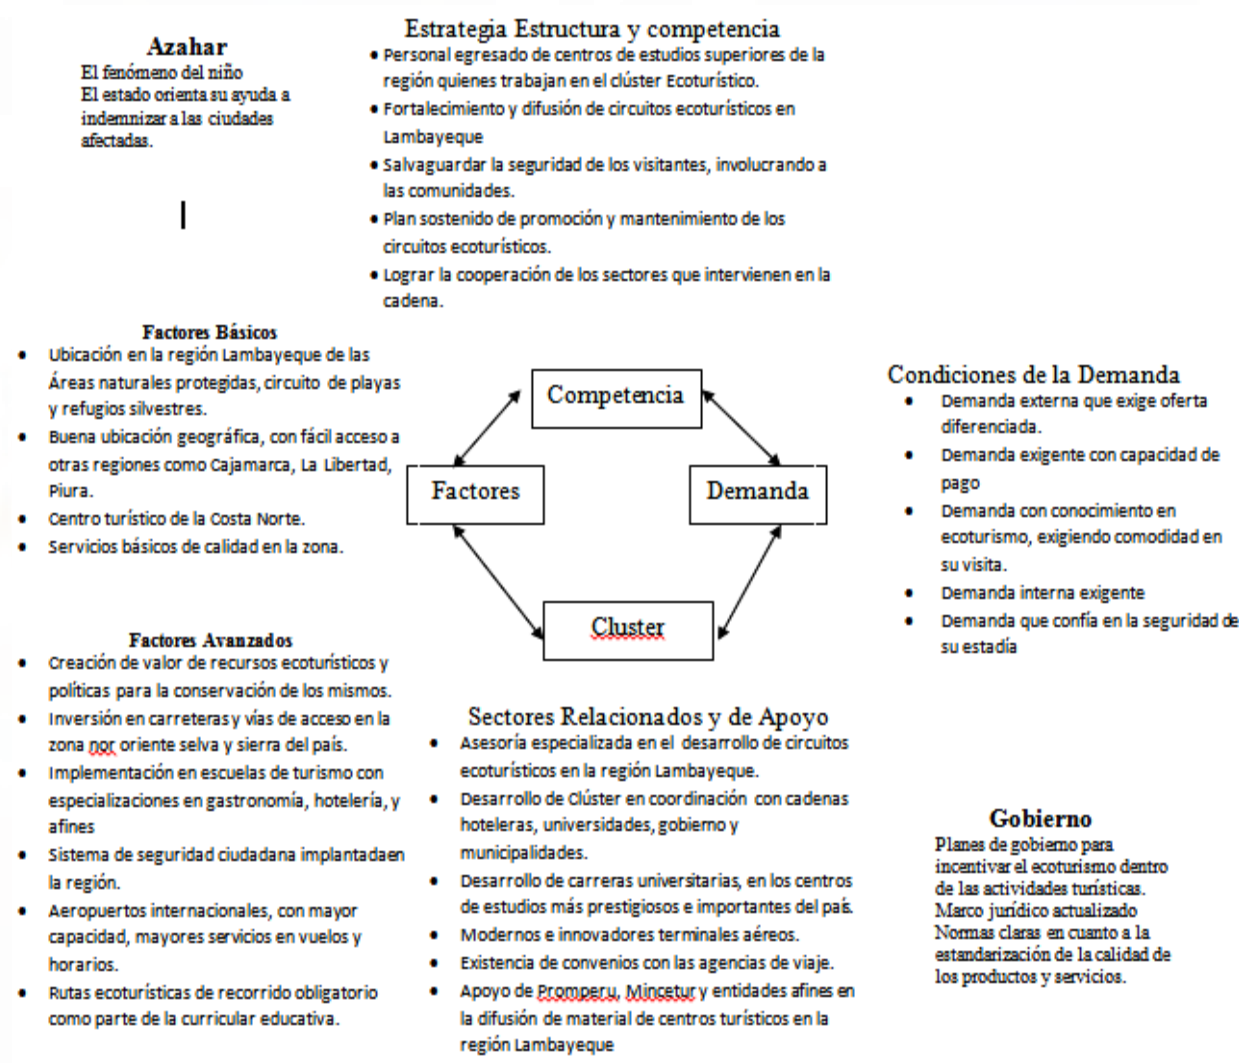 Azahar
El fenómeno del niño
El estado orienta su ayuda a
indemnizar a las ciudades
afectadas.
Estrategia Estructura y competencia
• Personal egresado de centros de estudios superiores de la
región quienes trabajan en el clúster Ecoturístico.
• Fortalecimiento y difusión de circuitos ecoturísticos en
Lambayeque
• Salvaguardar la seguridad de los visitantes, involucrando a
las comunidades.
• Plan sostenido de promoción y mantenimiento de los
circuitos ecoturísticos.
• Lograr la cooperación de los sectores que intervienen en la
cadena.
Factores Básicos
• Ubicación en la región Lambayeque de las
Áreas naturales protegidas, circuito de playas
y refugios silvestres.
• Buena ubicación geográfica, con fácil acceso a
otras regiones como Cajamarca, La Libertad,
Piura.
• Centro turístico de la Costa Norte.
• Servicios básicos de calidad en la zona.
Competencia
Factores
Demanda
Cluster
Condiciones de la Demanda
• Demanda externa que exige oferta
diferenciada.
• Demanda exigente con capacidad de
pago
• Demanda con conocimiento en
ecoturismo, exigiendo comodidad en
su visita.
• Demanda interna exigente
• Demanda que confía en la seguridad de
su estadía
Factores Avanzados
• Creación de valor de recursos ecoturísticos y
políticas para la conservación de los mismos.
• Inversión en carreteras y vías de acceso en la
zona nor oriente selva y sierra del país.
• Implementación en escuelas de turismo con
especializaciones en gastronomía, hotelería, y
afines
• Sistema de seguridad ciudadana implantadaen
la región.
• Aeropuertos internacionales, con mayor
capacidad, mayores servicios en vuelos y
horarios.
• Rutas ecoturísticas de recorrido obligatorio
como parte de la curricular educativa.
Sectores Relacionados y de Apoyo
• Asesoría especializada en el desarrollo de circuitos
ecoturísticos en la región Lambayeque.
• Desarrollo de Clúster en coordinación con cadenas
hoteleras, universidades, gobierno y
municipalidades.
• Desarrollo de carreras universitarias, en los centros
de estudios más prestigiosos e importantes del país.
• Modernos e innovadores terminales aéreos.
• Existencia de convenios con las agencias de viaje.
• Apoyo de Promperu, Mincetur y entidades afines en
la difusión de material de centros turísticos en la
región Lambayeque
Gobierno
Planes de gobierno para
incentivar el ecoturismo dentro
de las actividades turísticas.
Marco jurídico actualizado
Normas claras en cuanto a la
estandarización de la calidad de
los productos y servicios.